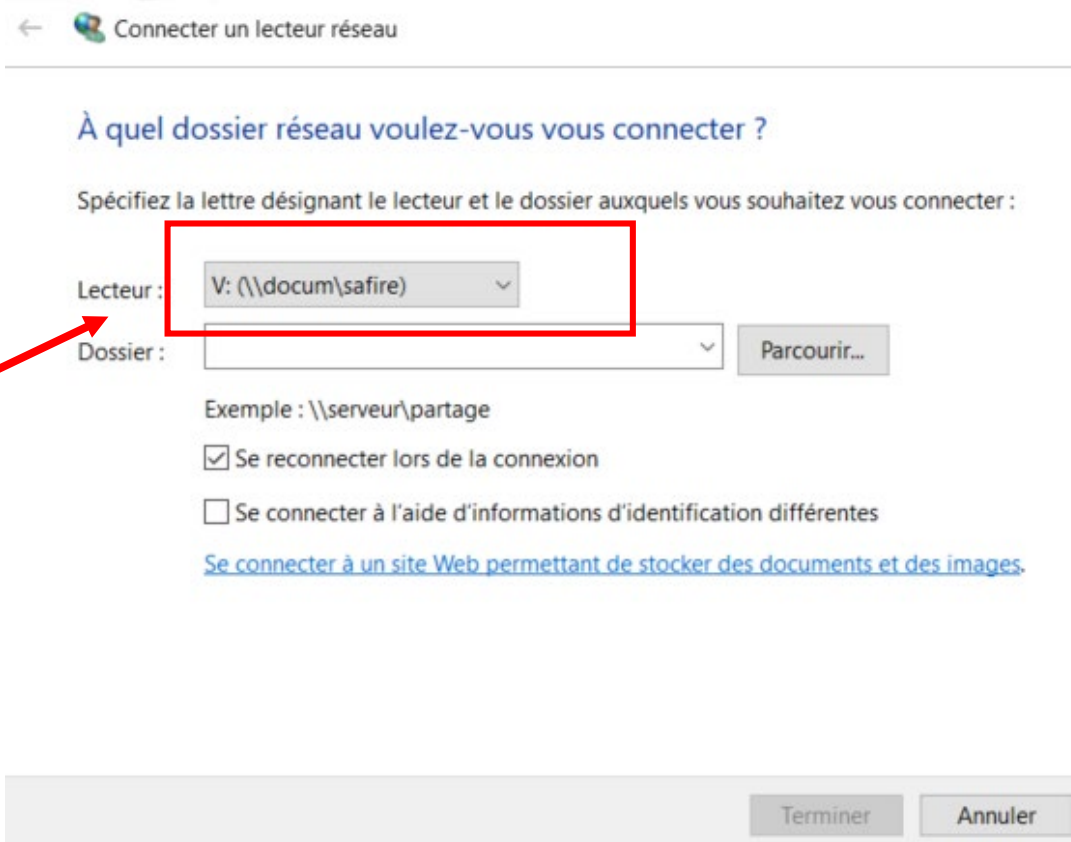 Connecter un lecteur réseau
À quel dossier réseau voulez-vous vous connecter ?
Spécifiez la lettre désignant le lecteur et le dossier auxquels vous souhaitez vous connecter :
Lecteur : V: (\\docum\safire)
Dossier : Parcourir...
Exemple : \\serveur\partage
Se reconnecter lors de la connexion
Se connecter à l'aide d'informations d'identification différentes
Se connecter à un site Web permettant de stocker des documents et des images.
Terminer Annuler